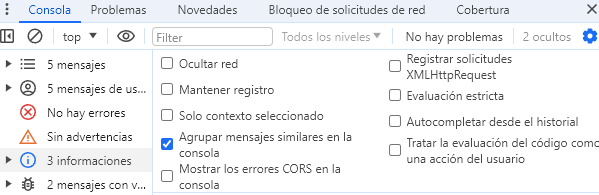 Consola Problemas Novedades Bloqueo de solicitudes de red Cobertura
top Filtrar Todos los niveles No hay problemas 2 ocultos
5 mensajes
5 mensajes de us...
No hay errores
Sin advertencias
3 informaciones
2 mensajes con v...
Ocultar red
Mantener registro
Solo contexto seleccionado
Agrupar mensajes similares en la
consola
Mostrar los errores CORS en la
consola
Registrar solicitudes
XMLHttpRequest
Evaluación estricta
Autocompletar desde el historial
Tratar la evaluación del código como
una acción del usuario